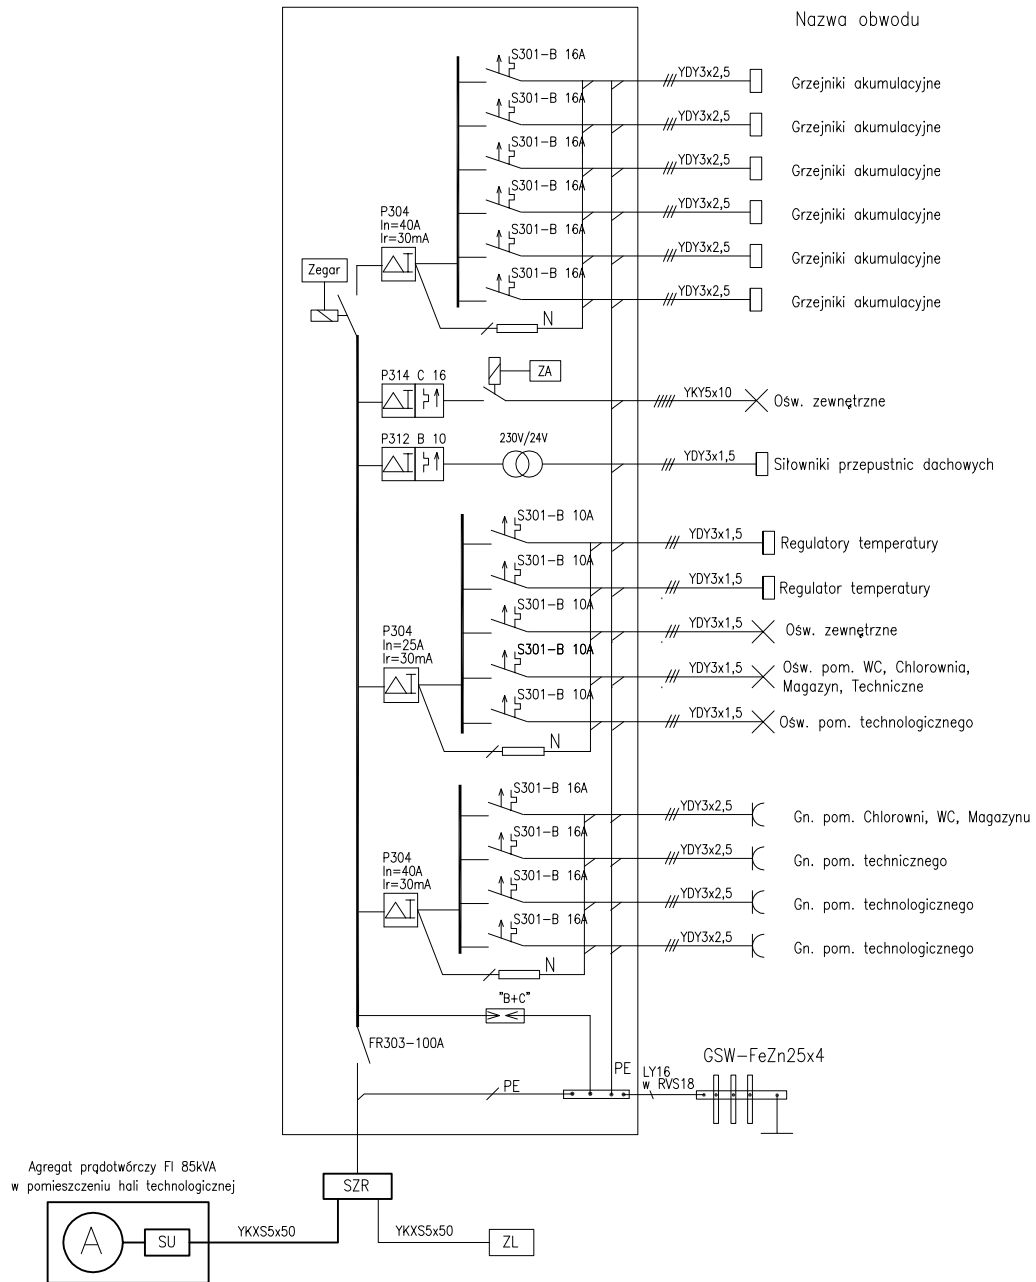 Nazwa obwodu
S301-B 16A
YDY3x2,5
Grzejniki akumulacyjne
S301-B 16A
YDY3x2,5
Grzejniki akumulacyjne
S301-B 16A
YDY3x2,5
Grzejniki akumulacyjne
S301-B 16A
YDY3x2,5
Grzejniki akumulacyjne
S301-B 16A
YDY3x2,5
Grzejniki akumulacyjne
S301-B 16A
YDY3x2,5
Grzejniki akumulacyjne
P304
In=40A
Ir=30mA
Zegar
N
P314 C 16
ZA
YKY5x10
Ośw. zewnętrzne
P312 B 10
230V/24V
YDY3x1,5
Siłowniki przepustnic dachowych
S301-B 10A
YDY3x1,5
Regulatory temperatury
S301-B 10A
YDY3x1,5
Regulator temperatury
S301-B 10A
YDY3x1,5
Ośw. zewnętrzne
S301-B 10A
YDY3x1,5
Ośw. pom. WC, Chlorownia,
Magazyn, Techniczne
S301-B 10A
YDY3x1,5
Ośw. pom. technologicznego
P304
In=25A
Ir=30mA
N
S301-B 16A
YDY3x2,5
Gn. pom. Chlorowni, WC, Magazynu
S301-B 16A
YDY3x2,5
Gn. pom. technicznego
S301-B 16A
YDY3x2,5
Gn. pom. technologicznego
S301-B 16A
YDY3x2,5
Gn. pom. technologicznego
P304
In=40A
Ir=30mA
N
"B+C"
FR303-100A
PE
PE
LY16
w RVS18
GSW-FeZn25x4
Agregat prądotwórczy FI 85kVA
w pomieszczeniu hali technologicznej
SZR
A
SU
YKXS5x50
YKXS5x50
ZL